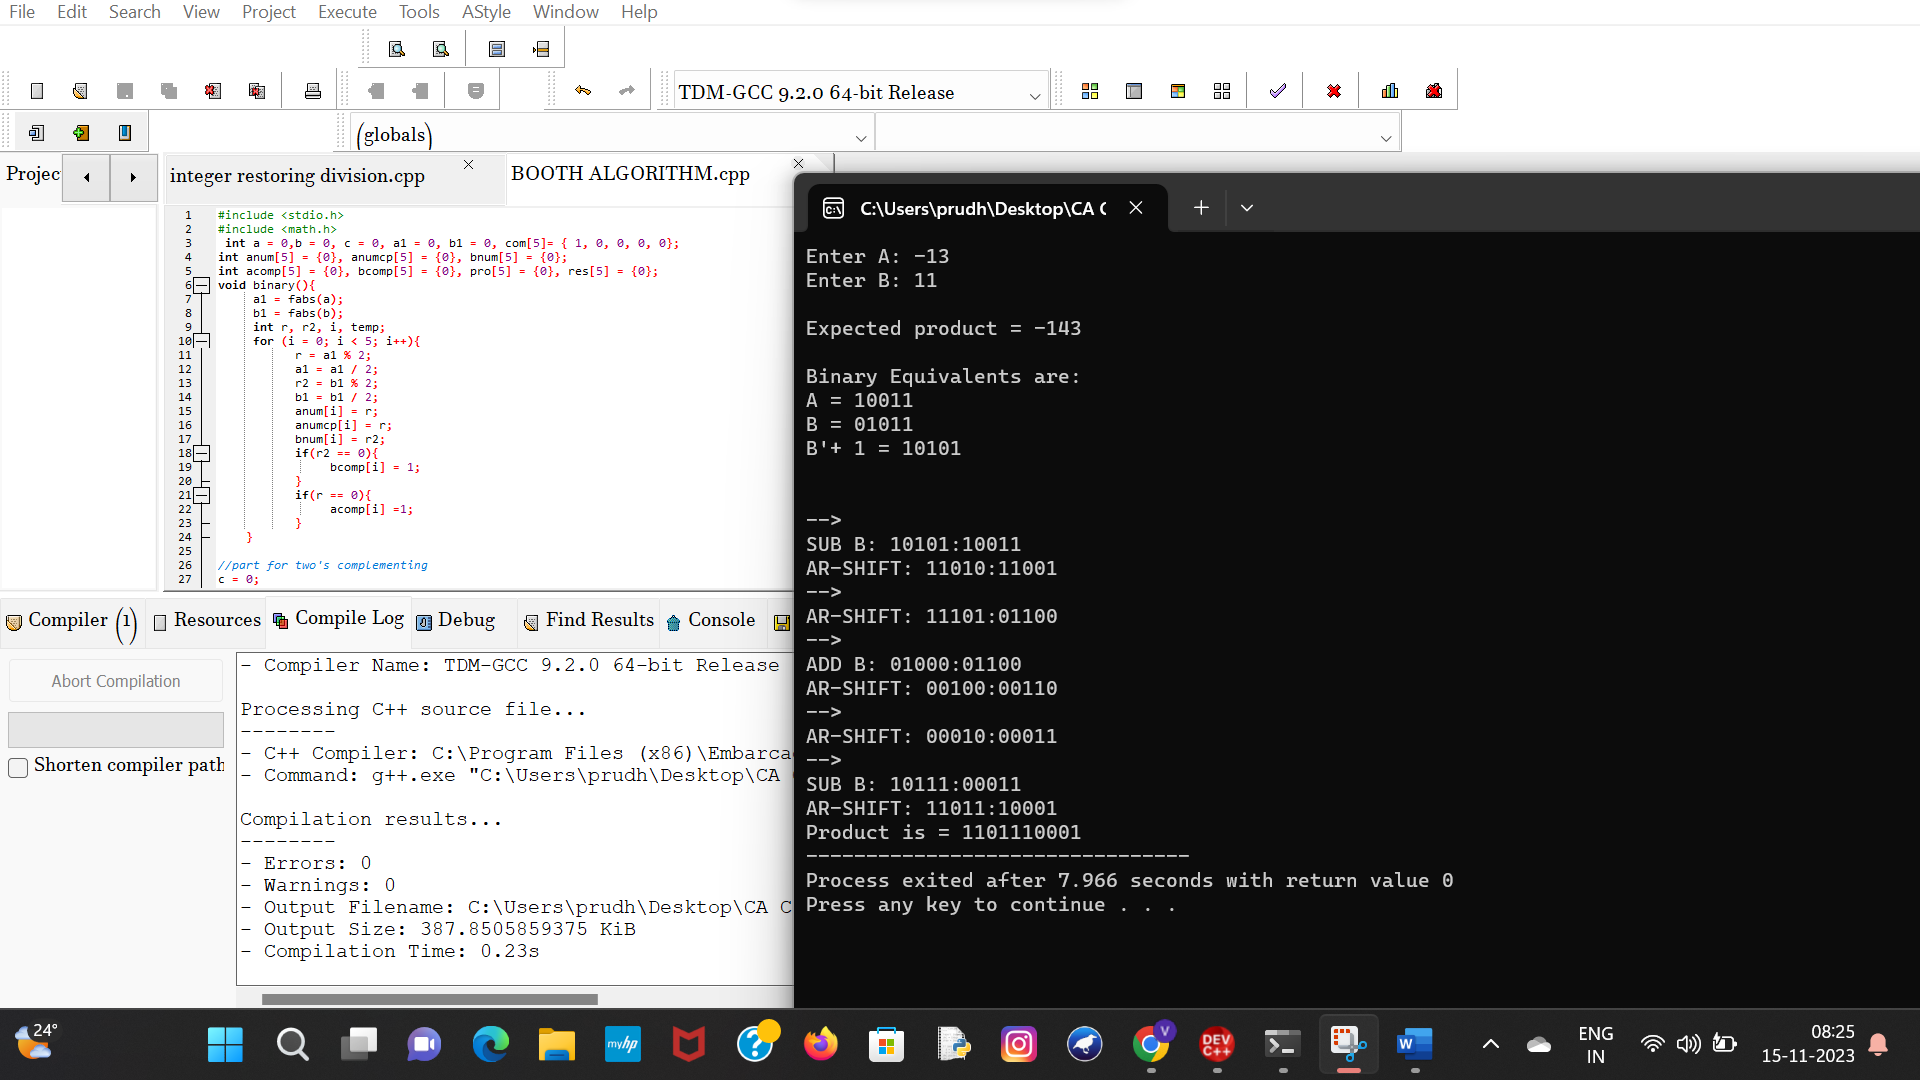 File Edit Search View Project Execute Tools AStyle Window Help
TDM-GCC 9.2.0 64-bit Release
(globals)
Projec
integer restoring division.cpp
BOOTH ALGORITHM.cpp
1 #include <stdio.h>
2 #include <math.h>
3 int a = 0,b = 0, c = 0, a1 = 0, b1 = 0, com[5]= { 1, 0, 0, 0, 0};
4 int anum[5] = {0}, anumcp[5] = {0}, bnum[5] = {0};
5 int acomp[5] = {0}, bcomp[5] = {0}, pro[5] = {0}, res[5] = {0};
6 void binary(){
7 a1 = fabs(a);
8 b1 = fabs(b);
9 int r, r2, i, temp;
10 for (i = 0; i < 5; i++){
11 r = a1 % 2;
12 a1 = a1 / 2;
13 r2 = b1 % 2;
14 b1 = b1 / 2;
15 anum[i] = r;
16 anumcp[i] = r;
17 bnum[i] = r2;
18 if(r2 == 0){
19 bcomp[i] = 1;
20 }
21 if(r == 0){
22 acomp[i] =1;
23 }
24 }
25
26 //part for two's complementing
27 c = 0;
Compiler (1) Resources Compile Log Debug Find Results Console
Abort Compilation
Shorten compiler path
- Compiler Name: TDM-GCC 9.2.0 64-bit Release
Processing C++ source file...
--------
- C++ Compiler: C:\Program Files (x86)\Embarca
- Command: g++.exe "C:\Users\prudh\Desktop\CA
Compilation results...
--------
- Errors: 0
- Warnings: 0
- Output Filename: C:\Users\prudh\Desktop\CA C
- Output Size: 387.8505859375 KiB
- Compilation Time: 0.23s
C:\Users\prudh\Desktop\CA C
Enter A: -13
Enter B: 11
Expected product = -143
Binary Equivalents are:
A = 10011
B = 01011
B'+ 1 = 10101
-->
SUB B: 10101:10011
AR-SHIFT: 11010:11001
-->
AR-SHIFT: 11101:01100
-->
ADD B: 01000:01100
AR-SHIFT: 00100:00110
-->
AR-SHIFT: 00010:00011
-->
SUB B: 10111:00011
AR-SHIFT: 11011:10001
Product is = 1101110001
--------------------------------
Process exited after 7.966 seconds with return value 0
Press any key to continue . . .
24°
myhp
V
DEV C++
W
ENG
IN
08:25
15-11-2023